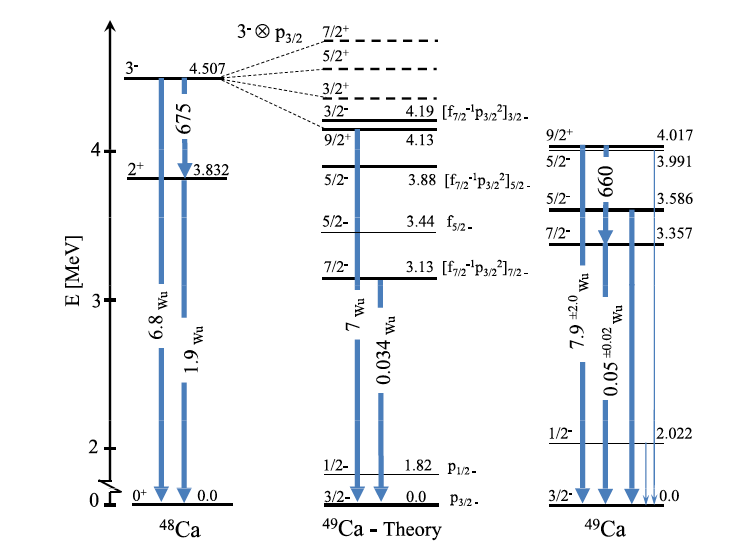 3⁻ ⊗ p₃/₂
7/2⁺
5/2⁺
3/2⁺
3⁻ 4.507
3/2⁻ 4.19 [f₇/₂⁻¹p₃/₂²]₃/₂₋
9/2⁺ 4.13
675
9/2⁺ 4.017
4
5/2⁻ 3.991
2⁺ 3.832
5/2⁻ 3.88 [f₇/₂⁻¹p₃/₂²]₅/₂₋
660
5/2⁻ 3.586
5/2⁻ 3.44 f₅/₂₋
7/2⁻ 3.357
7/2⁻ 3.13 [f₇/₂⁻¹p₃/₂²]₇/₂₋
E [MeV]
3
6.8 Wu
1.9 Wu
7 Wu
0.034 Wu
7.9 ±2.0 Wu
0.05 ±0.02 Wu
2
1/2⁻ 2.022
1/2⁻ 1.82 p₁/₂₋
0
0⁺ 0.0
3/2⁻ 0.0 p₃/₂₋
3/2⁻ 0.0
⁴⁸Ca
⁴⁹Ca - Theory
⁴⁹Ca